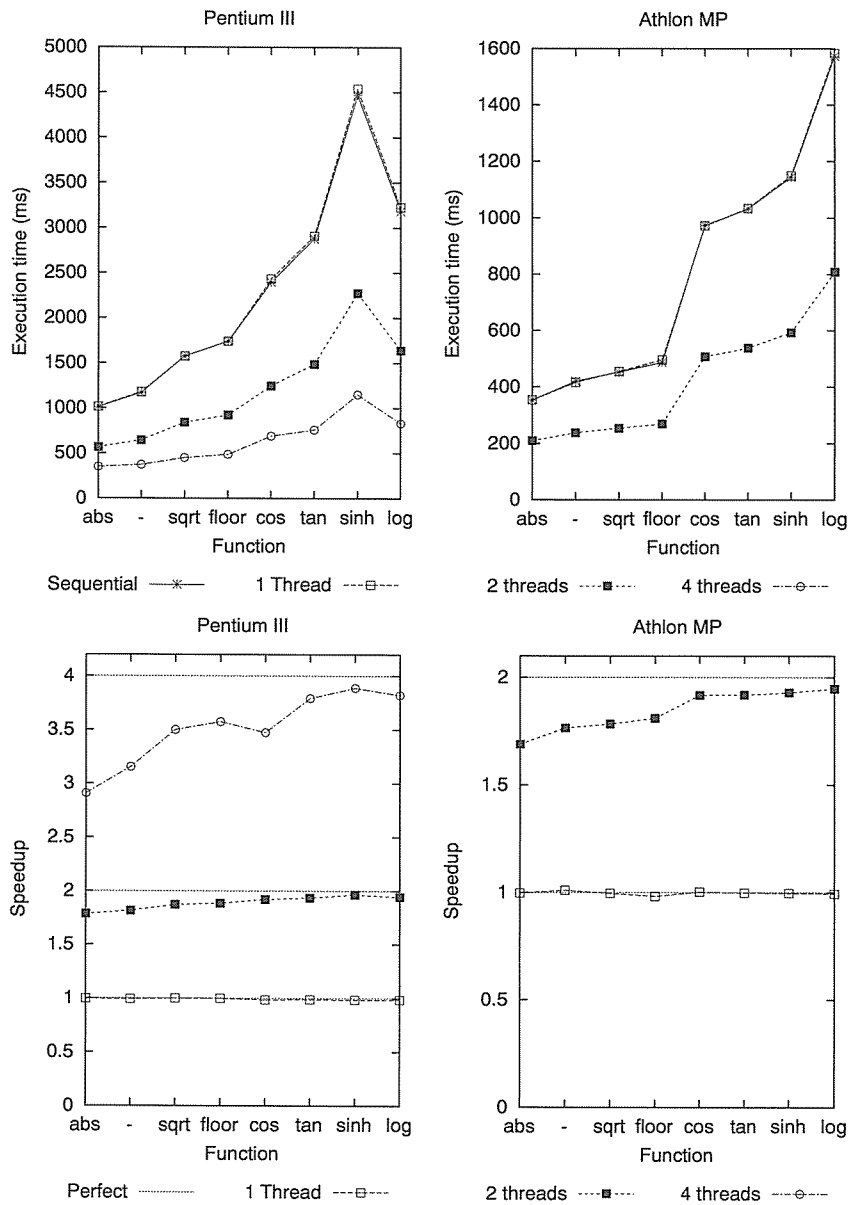 Pentium III
5000
4500
4000
3500
3000
2500
2000
1500
1000
500
0
Execution time (ms)
abs - sqrt floor cos tan sinh log
Function
Athlon MP
1600
1400
1200
1000
800
600
400
200
0
Execution time (ms)
abs - sqrt floor cos tan sinh log
Function
Sequential 1 Thread 2 threads 4 threads
Pentium III
4
3.5
3
2.5
2
1.5
1
0.5
0
Speedup
abs - sqrt floor cos tan sinh log
Function
Athlon MP
2
1.5
1
0.5
0
Speedup
abs - sqrt floor cos tan sinh log
Function
Perfect 1 Thread 2 threads 4 threads